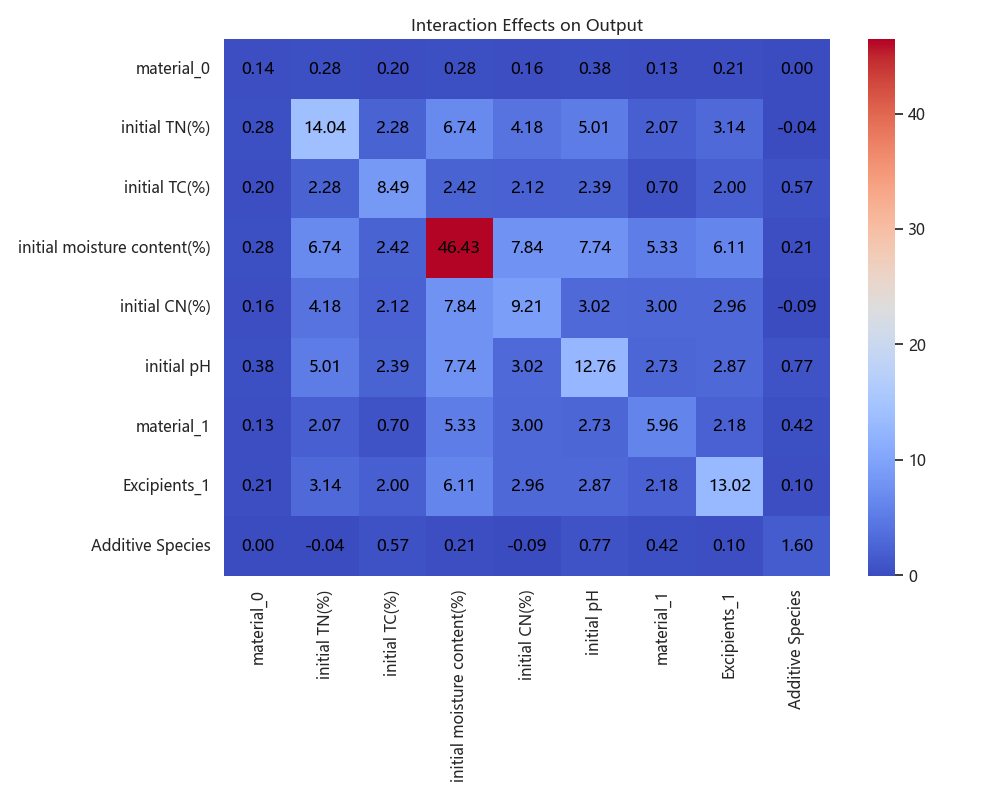 Interaction Effects on Output
material_0 0.14 0.28 0.20 0.28 0.16 0.38 0.13 0.21 0.00
initial TN(%) 0.28 14.04 2.28 6.74 4.18 5.01 2.07 3.14 -0.04
initial TC(%) 0.20 2.28 8.49 2.42 2.12 2.39 0.70 2.00 0.57
initial moisture content(%) 0.28 6.74 2.42 46.43 7.84 7.74 5.33 6.11 0.21
initial CN(%) 0.16 4.18 2.12 7.84 9.21 3.02 3.00 2.96 -0.09
initial pH 0.38 5.01 2.39 7.74 3.02 12.76 2.73 2.87 0.77
material_1 0.13 2.07 0.70 5.33 3.00 2.73 5.96 2.18 0.42
Excipients_1 0.21 3.14 2.00 6.11 2.96 2.87 2.18 13.02 0.10
Additive Species 0.00 -0.04 0.57 0.21 -0.09 0.77 0.42 0.10 1.60
material_0
initial TN(%)
initial TC(%)
initial moisture content(%)
initial CN(%)
initial pH
material_1
Excipients_1
Additive Species
40
30
20
10
0